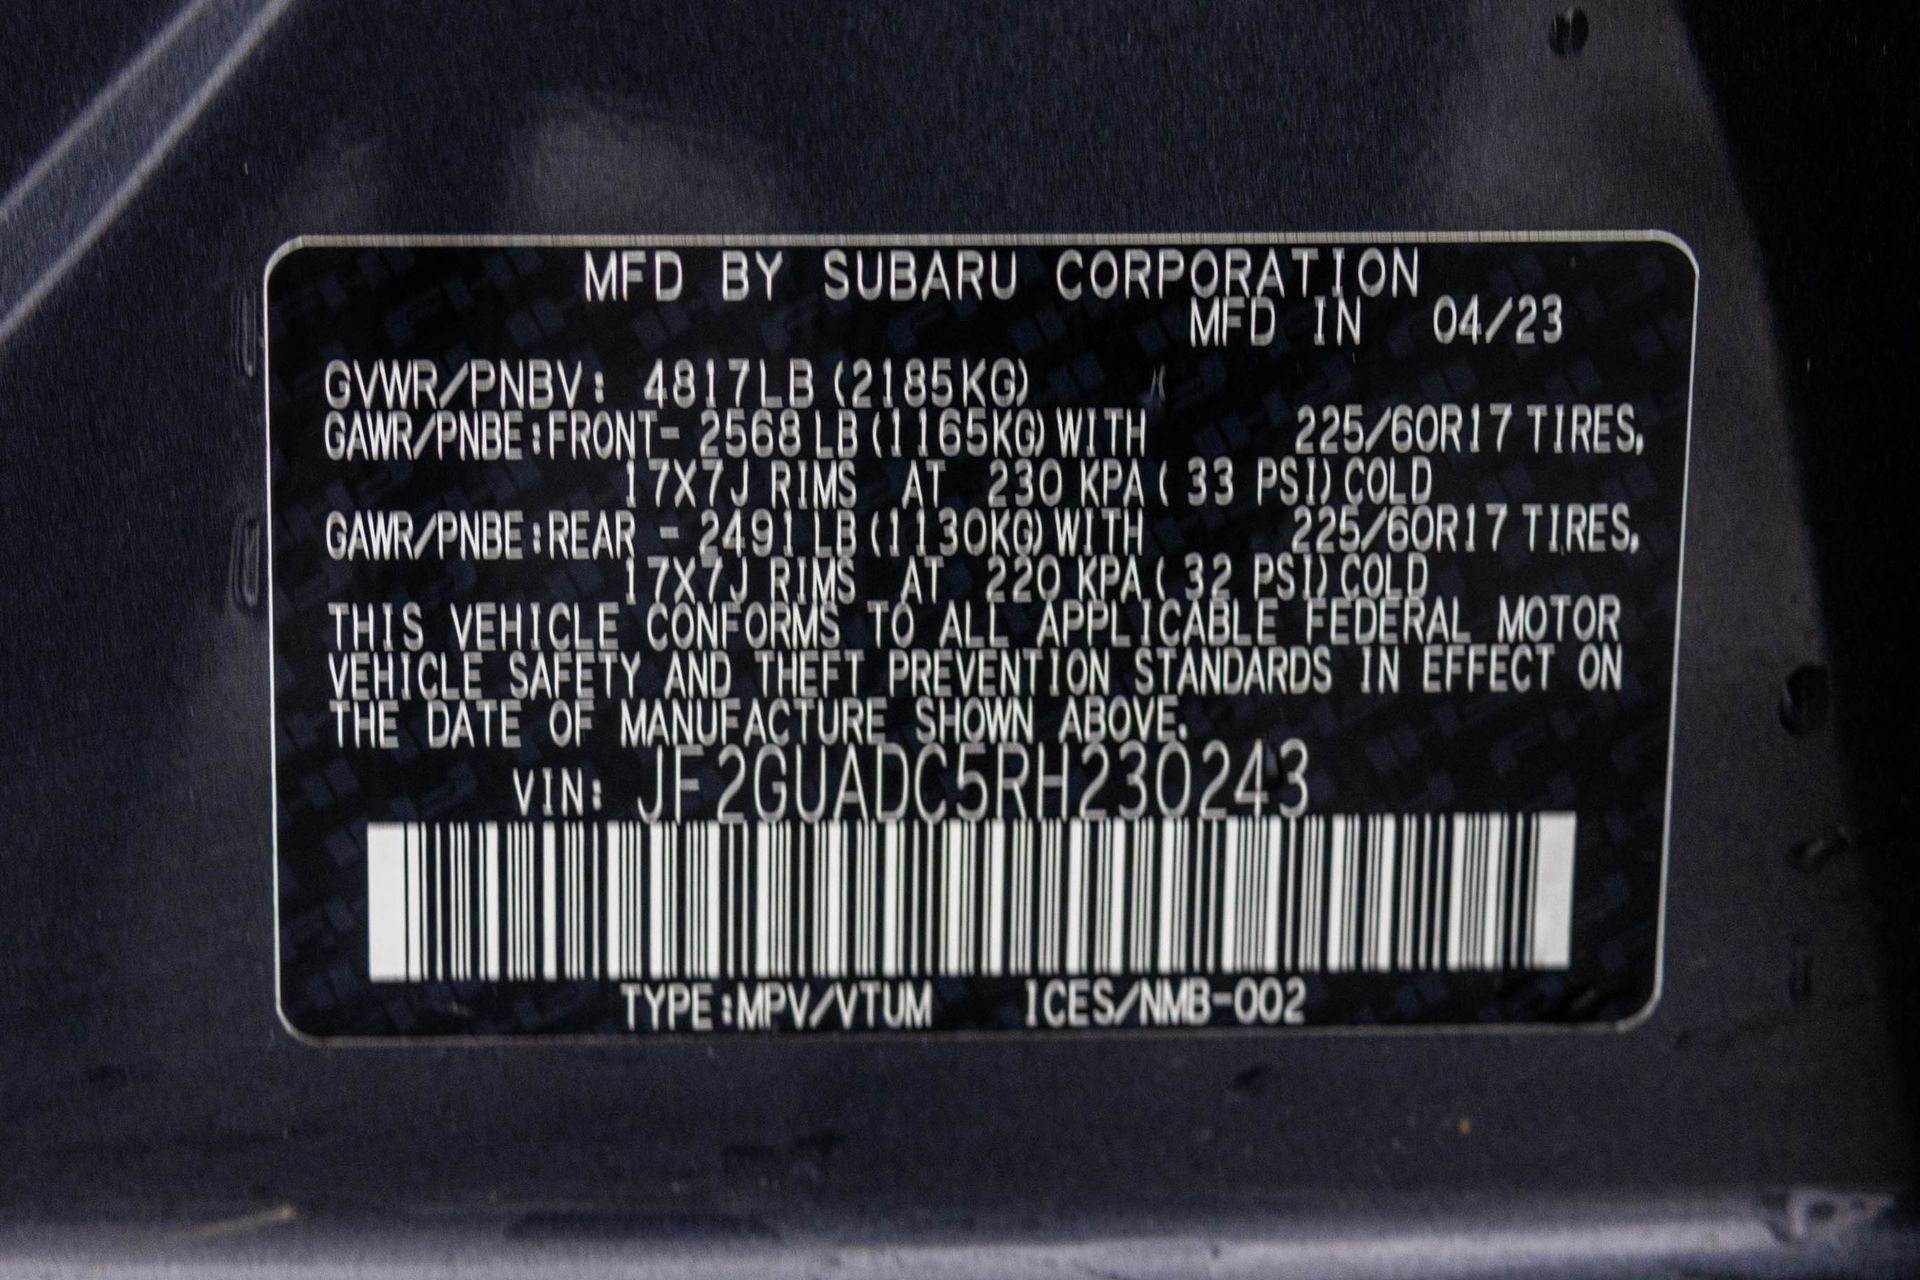 MFD BY SUBARU CORPORATION
MFD IN 04/23
GVWR/PNBV: 4817LB (2185KG)
GAWR/PNBE:FRONT- 2568 LB (1165KG) WITH 225/60R17 TIRES,
17X7J RIMS AT 230 KPA ( 33 PSI) COLD
GAWR/PNBE:REAR - 2491 LB (1130KG) WITH 225/60R17 TIRES,
17X7J RIMS AT 220 KPA ( 32 PSI) COLD
THIS VEHICLE CONFORMS TO ALL APPLICABLE FEDERAL MOTOR
VEHICLE SAFETY AND THEFT PREVENTION STANDARDS IN EFFECT ON
THE DATE OF MANUFACTURE SHOWN ABOVE.
VIN: JF2GUADC5RH230243
TYPE:MPV/VTUM ICES/NMB-002